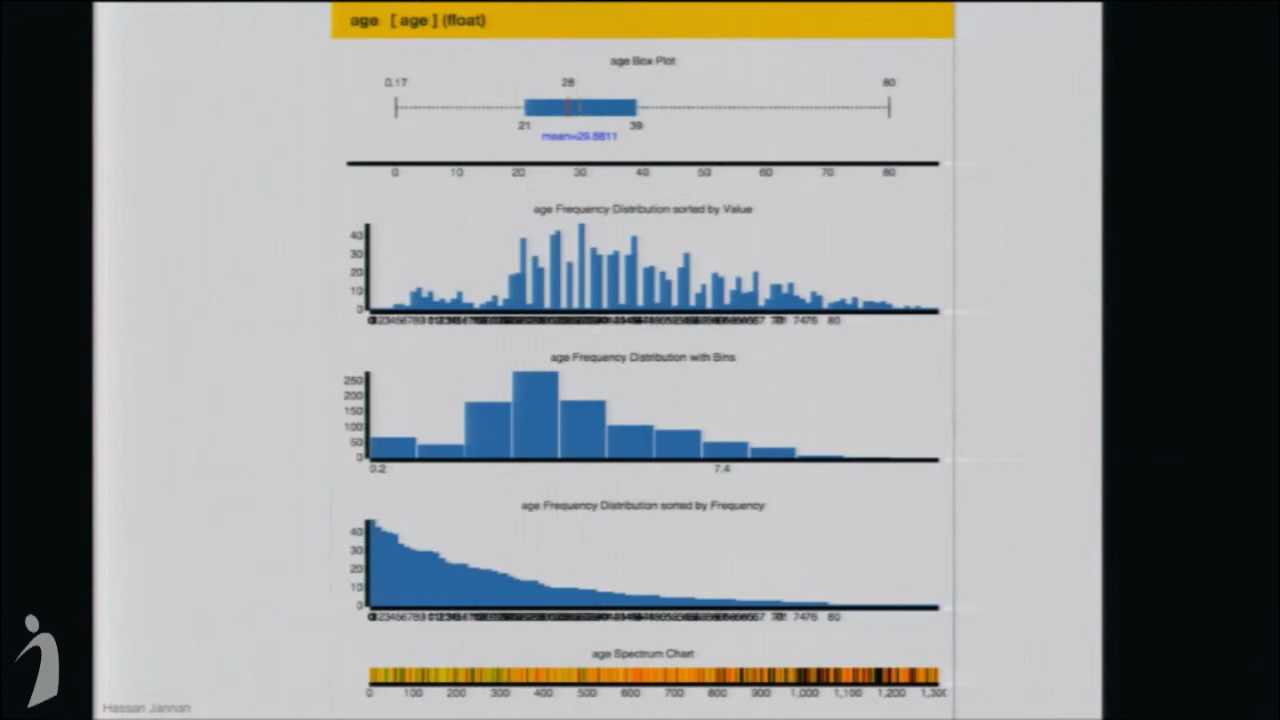 age [ age ] (float)
age Box Plot
0.17 28 80
21 39
mean=29.8811
0 10 20 30 40 50 60 70 80
age Frequency Distribution sorted by Value
40
30
20
10
0
7476 80
age Frequency Distribution with Bins
250
200
150
100
50
0
0.2 7.4
age Frequency Distribution sorted by Frequency
40
30
20
10
0
7476 80
age Spectrum Chart
0 100 200 300 400 500 600 700 800 900 1,000 1,100 1,200 1,300
Hassan Jannan